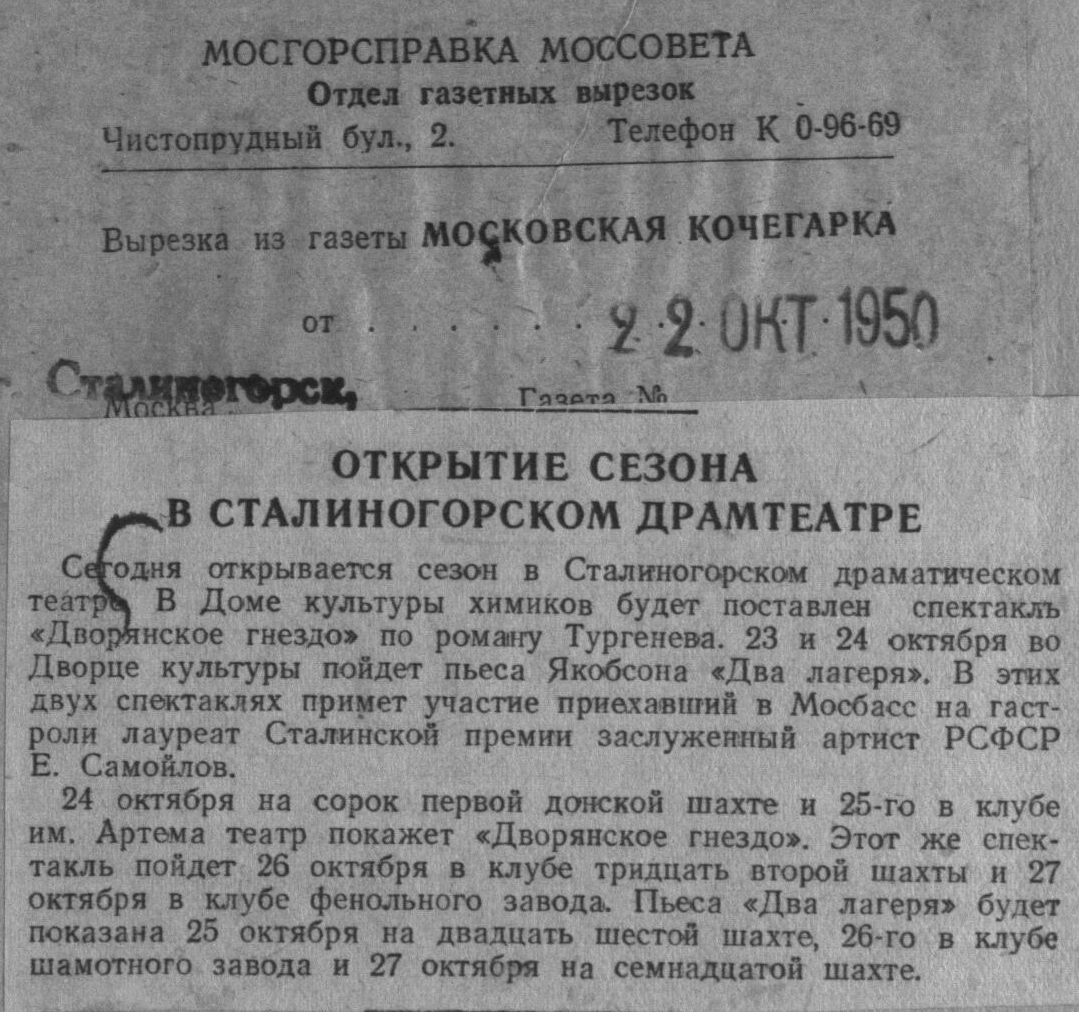 МОСГОРСПРАВКА МОССОВЕТА
Отдел газетных вырезок
Чистопрудный бул., 2. Телефон К 0-96-69
Вырезка из газеты МОСКОВСКАЯ КОЧЕГАРКА
от . . . . . . 22 ОКТ 1950
Сталиногорск,
Москва Газета №
ОТКРЫТИЕ СЕЗОНА
В СТАЛИНОГОРСКОМ ДРАМТЕАТРЕ
Сегодня открывается сезон в Сталиногорском драматическом
театре. В Доме культуры химиков будет поставлен спектакль
«Дворянское гнездо» по роману Тургенева. 23 и 24 октября во
Дворце культуры пойдет пьеса Якобсона «Два лагеря». В этих
двух спектаклях примет участие приехавший в Мосбасс на гаст-
роли лауреат Сталинской премии заслуженный артист РСФСР
Е. Самойлов.
24 октября на сорок первой донской шахте и 25-го в клубе
им. Артема театр покажет «Дворянское гнездо». Этот же спек-
такль пойдет 26 октября в клубе тридцать второй шахты и 27
октября в клубе фенольного завода. Пьеса «Два лагеря» будет
показана 25 октября на двадцать шестой шахте, 26-го в клубе
шамотного завода и 27 октября на семнадцатой шахте.